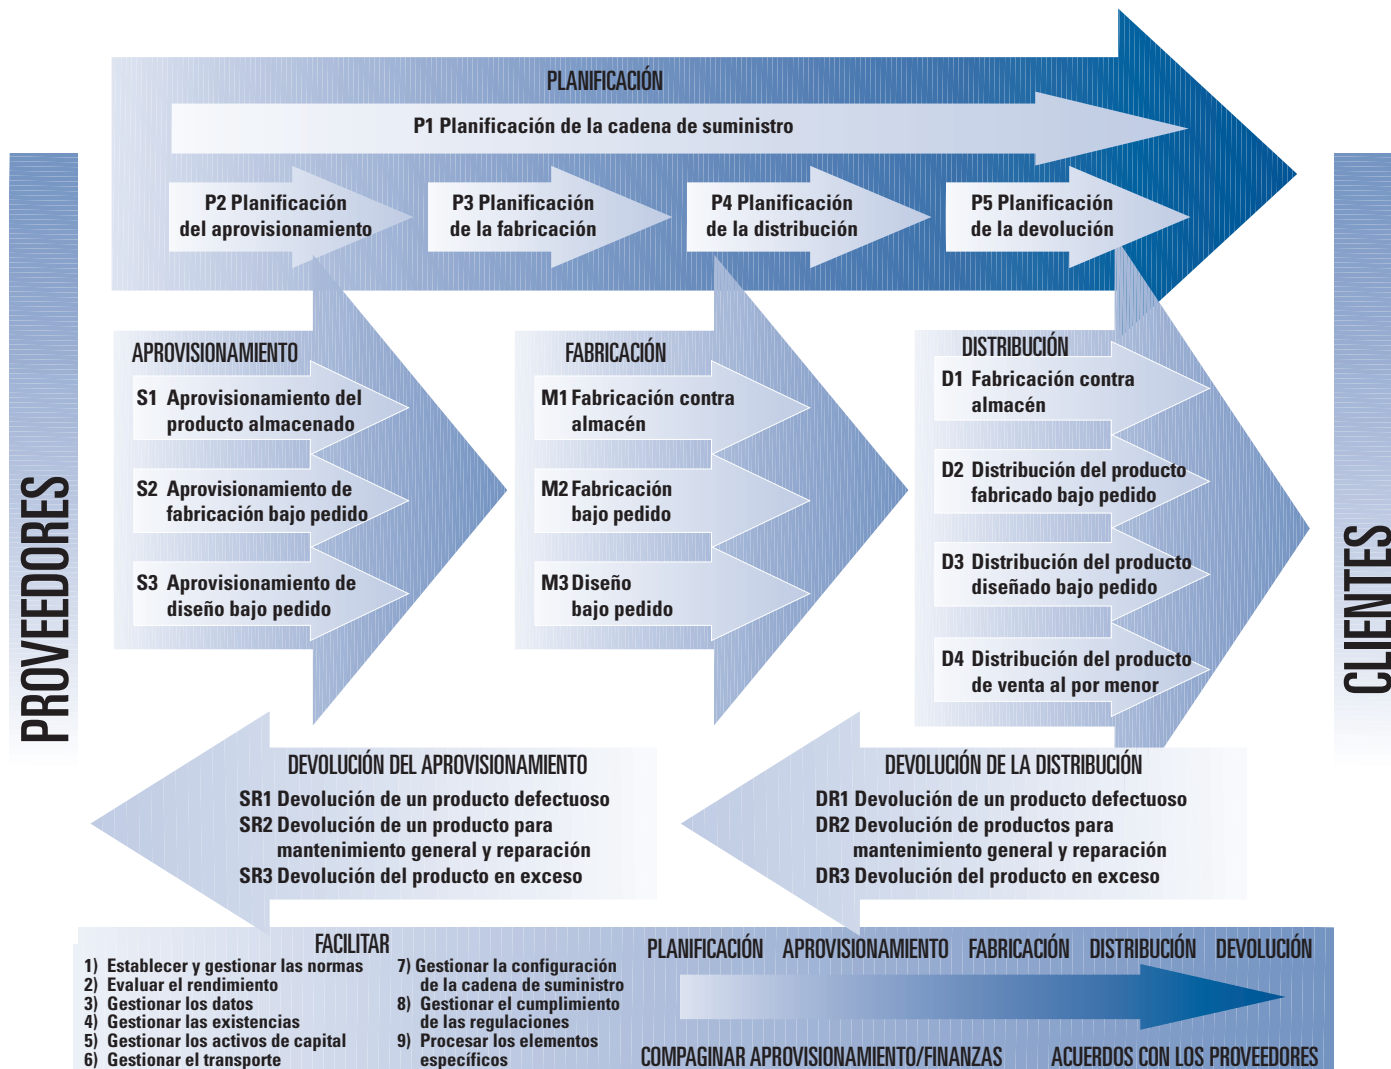 PLANIFICACIÓN
P1 Planificación de la cadena de suministro
P2 Planificación
del aprovisionamiento
P3 Planificación
de la fabricación
P4 Planificación
de la distribución
P5 Planificación
de la devolución
PROVEEDORES
APROVISIONAMIENTO
S1 Aprovisionamiento del
producto almacenado
S2 Aprovisionamiento de
fabricación bajo pedido
S3 Aprovisionamiento de
diseño bajo pedido
FABRICACIÓN
M1 Fabricación contra
almacén
M2 Fabricación
bajo pedido
M3 Diseño
bajo pedido
DISTRIBUCIÓN
D1 Fabricación contra
almacén
D2 Distribución del producto
fabricado bajo pedido
D3 Distribución del producto
diseñado bajo pedido
D4 Distribución del producto
de venta al por menor
CLIENTES
DEVOLUCIÓN DEL APROVISIONAMIENTO
SR1 Devolución de un producto defectuoso
SR2 Devolución de un producto para
mantenimiento general y reparación
SR3 Devolución del producto en exceso
DEVOLUCIÓN DE LA DISTRIBUCIÓN
DR1 Devolución de un producto defectuoso
DR2 Devolución de productos para
mantenimiento general y reparación
DR3 Devolución del producto en exceso
FACILITAR
1) Establecer y gestionar las normas
2) Evaluar el rendimiento
3) Gestionar los datos
4) Gestionar las existencias
5) Gestionar los activos de capital
6) Gestionar el transporte
7) Gestionar la configuración
de la cadena de suministro
8) Gestionar el cumplimiento
de las regulaciones
9) Procesar los elementos
específicos
PLANIFICACIÓN APROVISIONAMIENTO FABRICACIÓN DISTRIBUCIÓN DEVOLUCIÓN
COMPAGINAR APROVISIONAMIENTO/FINANZAS ACUERDOS CON LOS PROVEEDORES